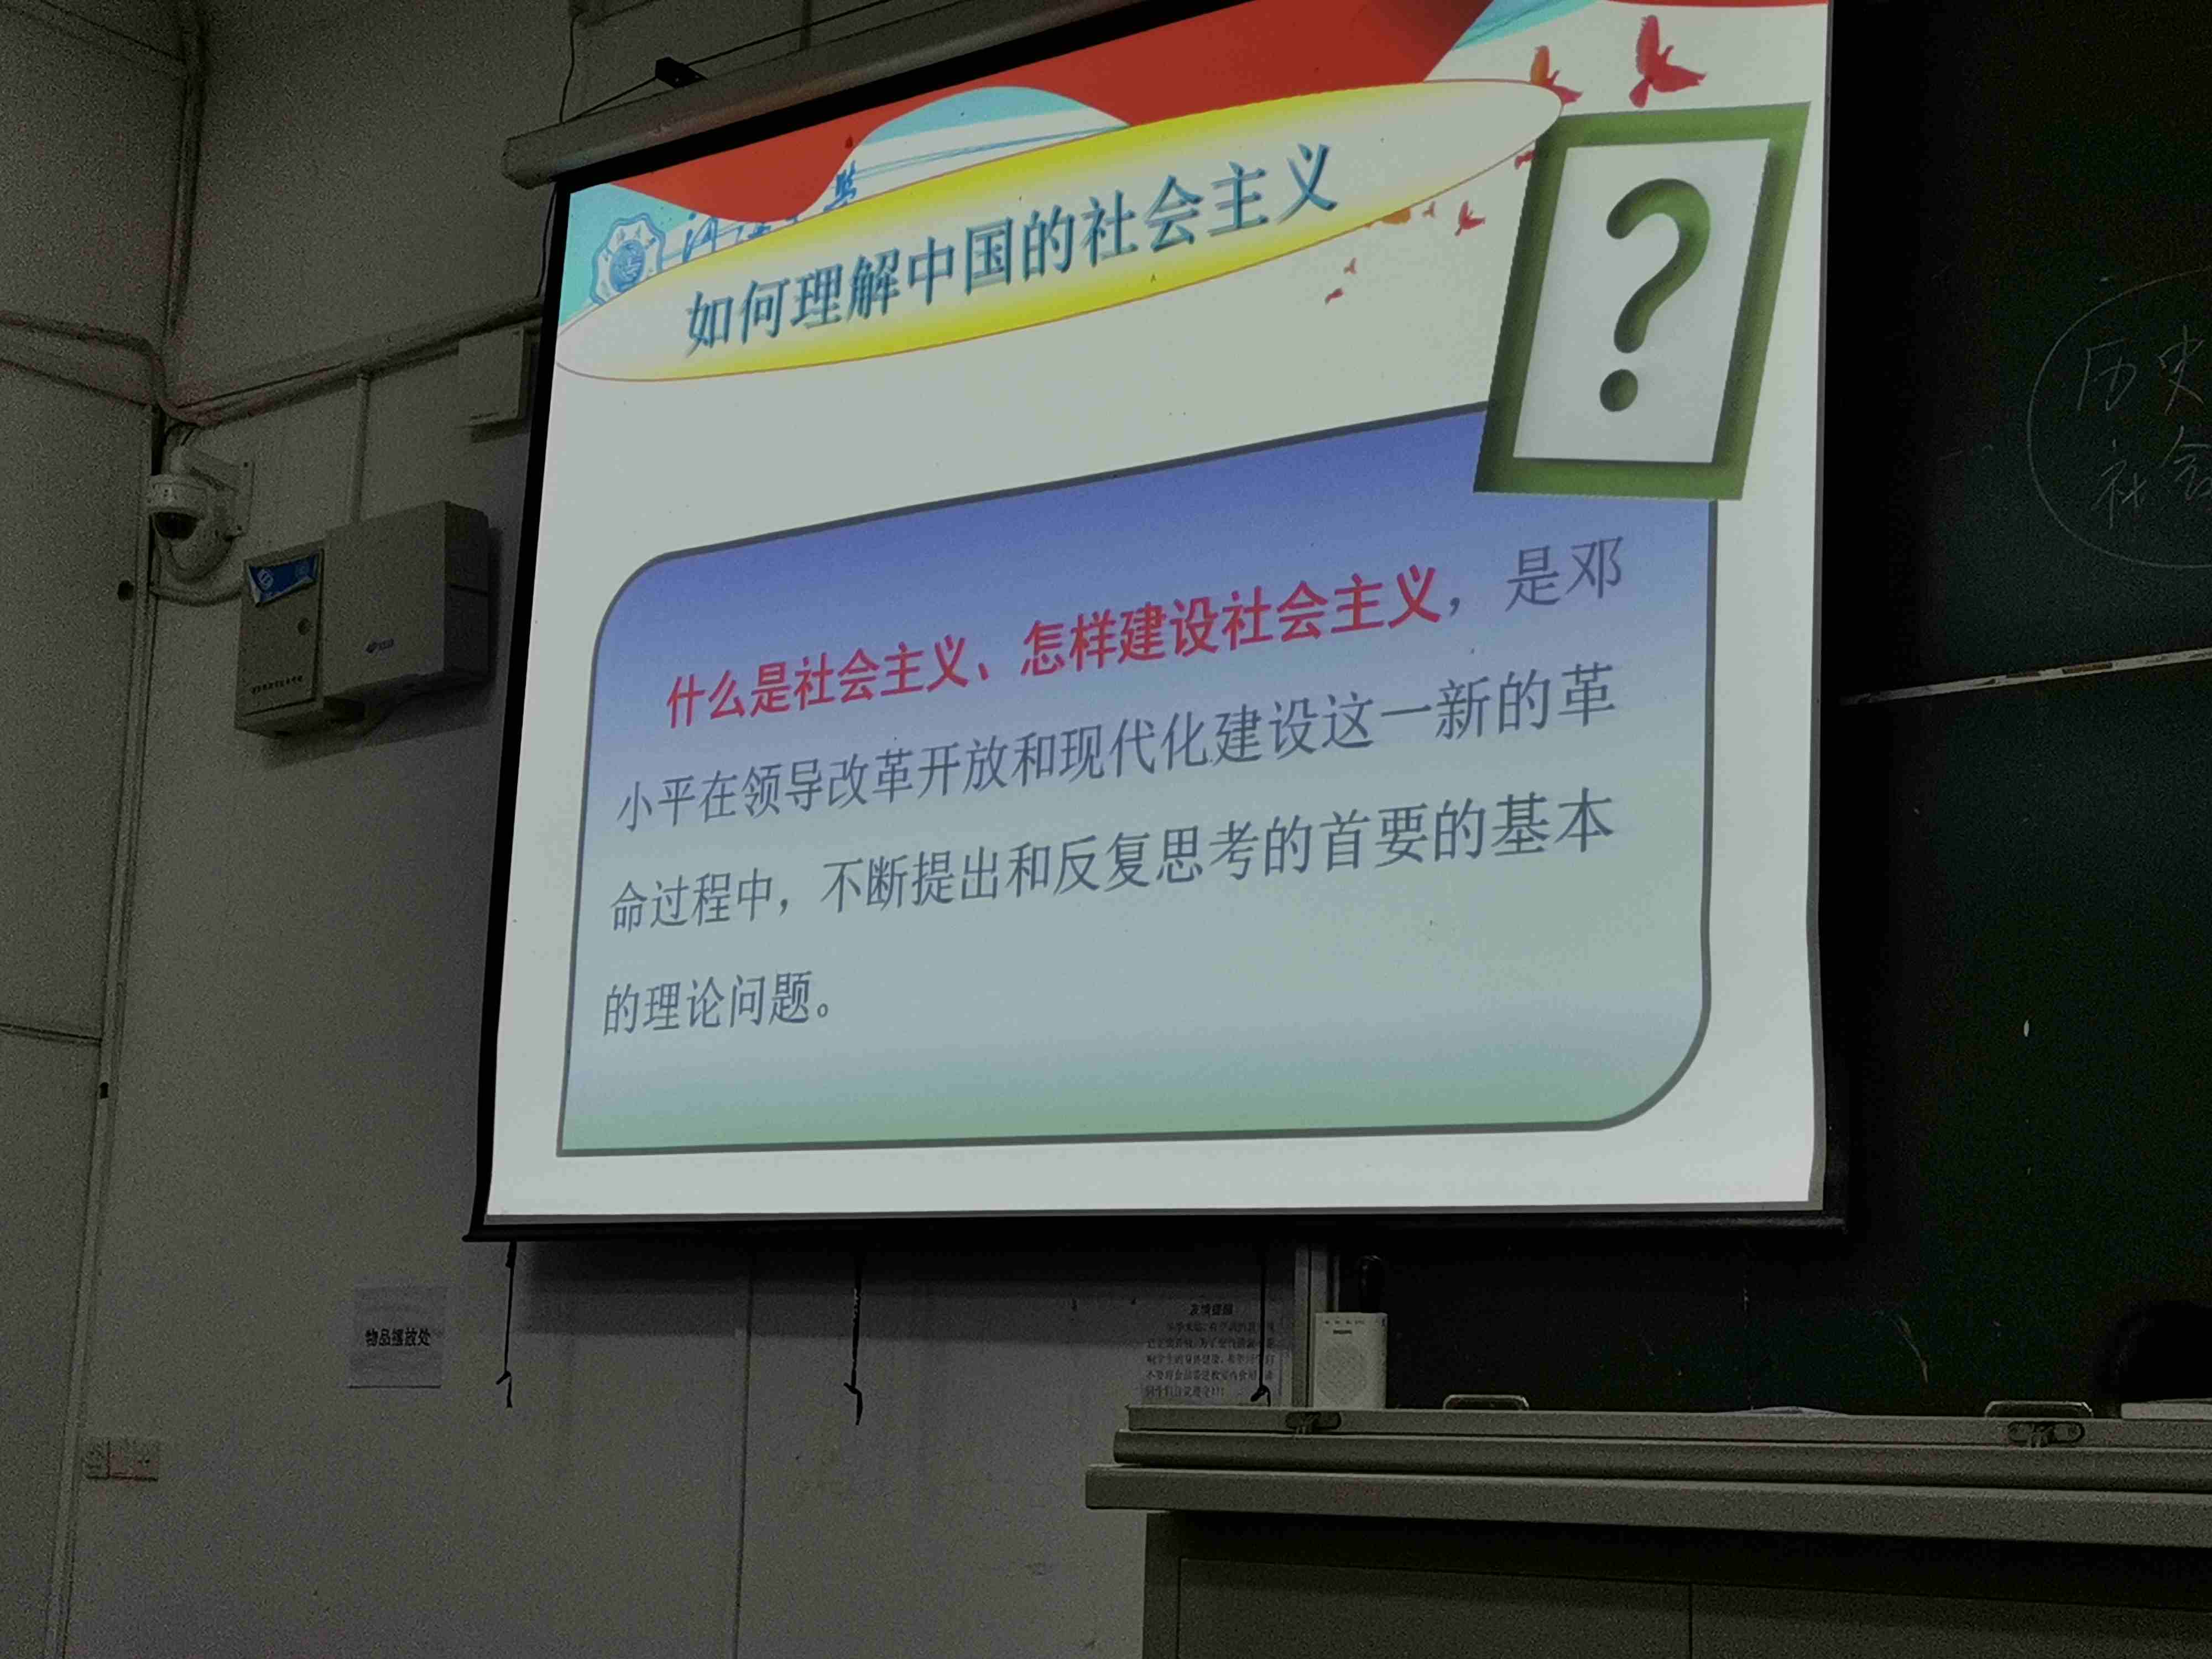 如何理解中国的社会主义
?
什么是社会主义、怎样建设社会主义，是邓
小平在领导改革开放和现代化建设这一新的革
命过程中，不断提出和反复思考的首要的基本
的理论问题。
历史
社会
物品摆放处
友情提醒